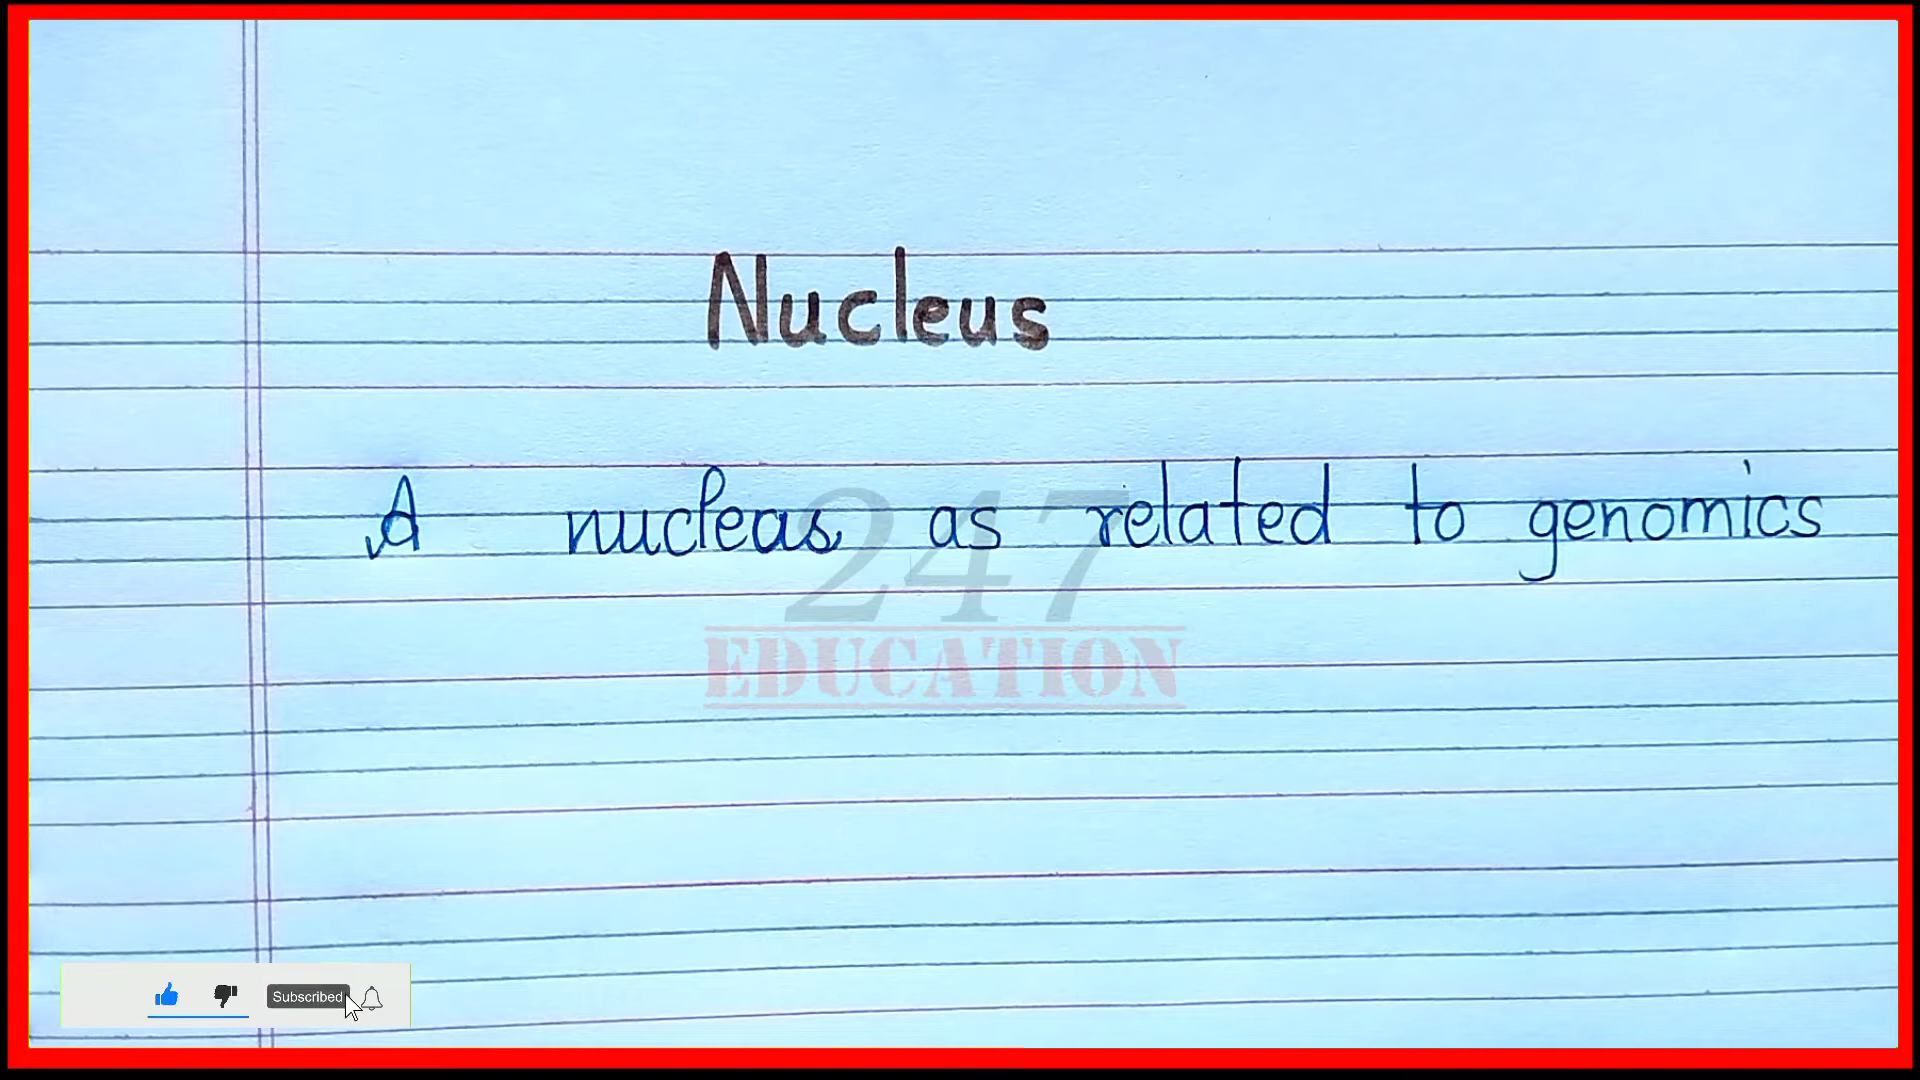 Nucleus
A nucleas as related to genomics
247
EDUCATION
Subscribed